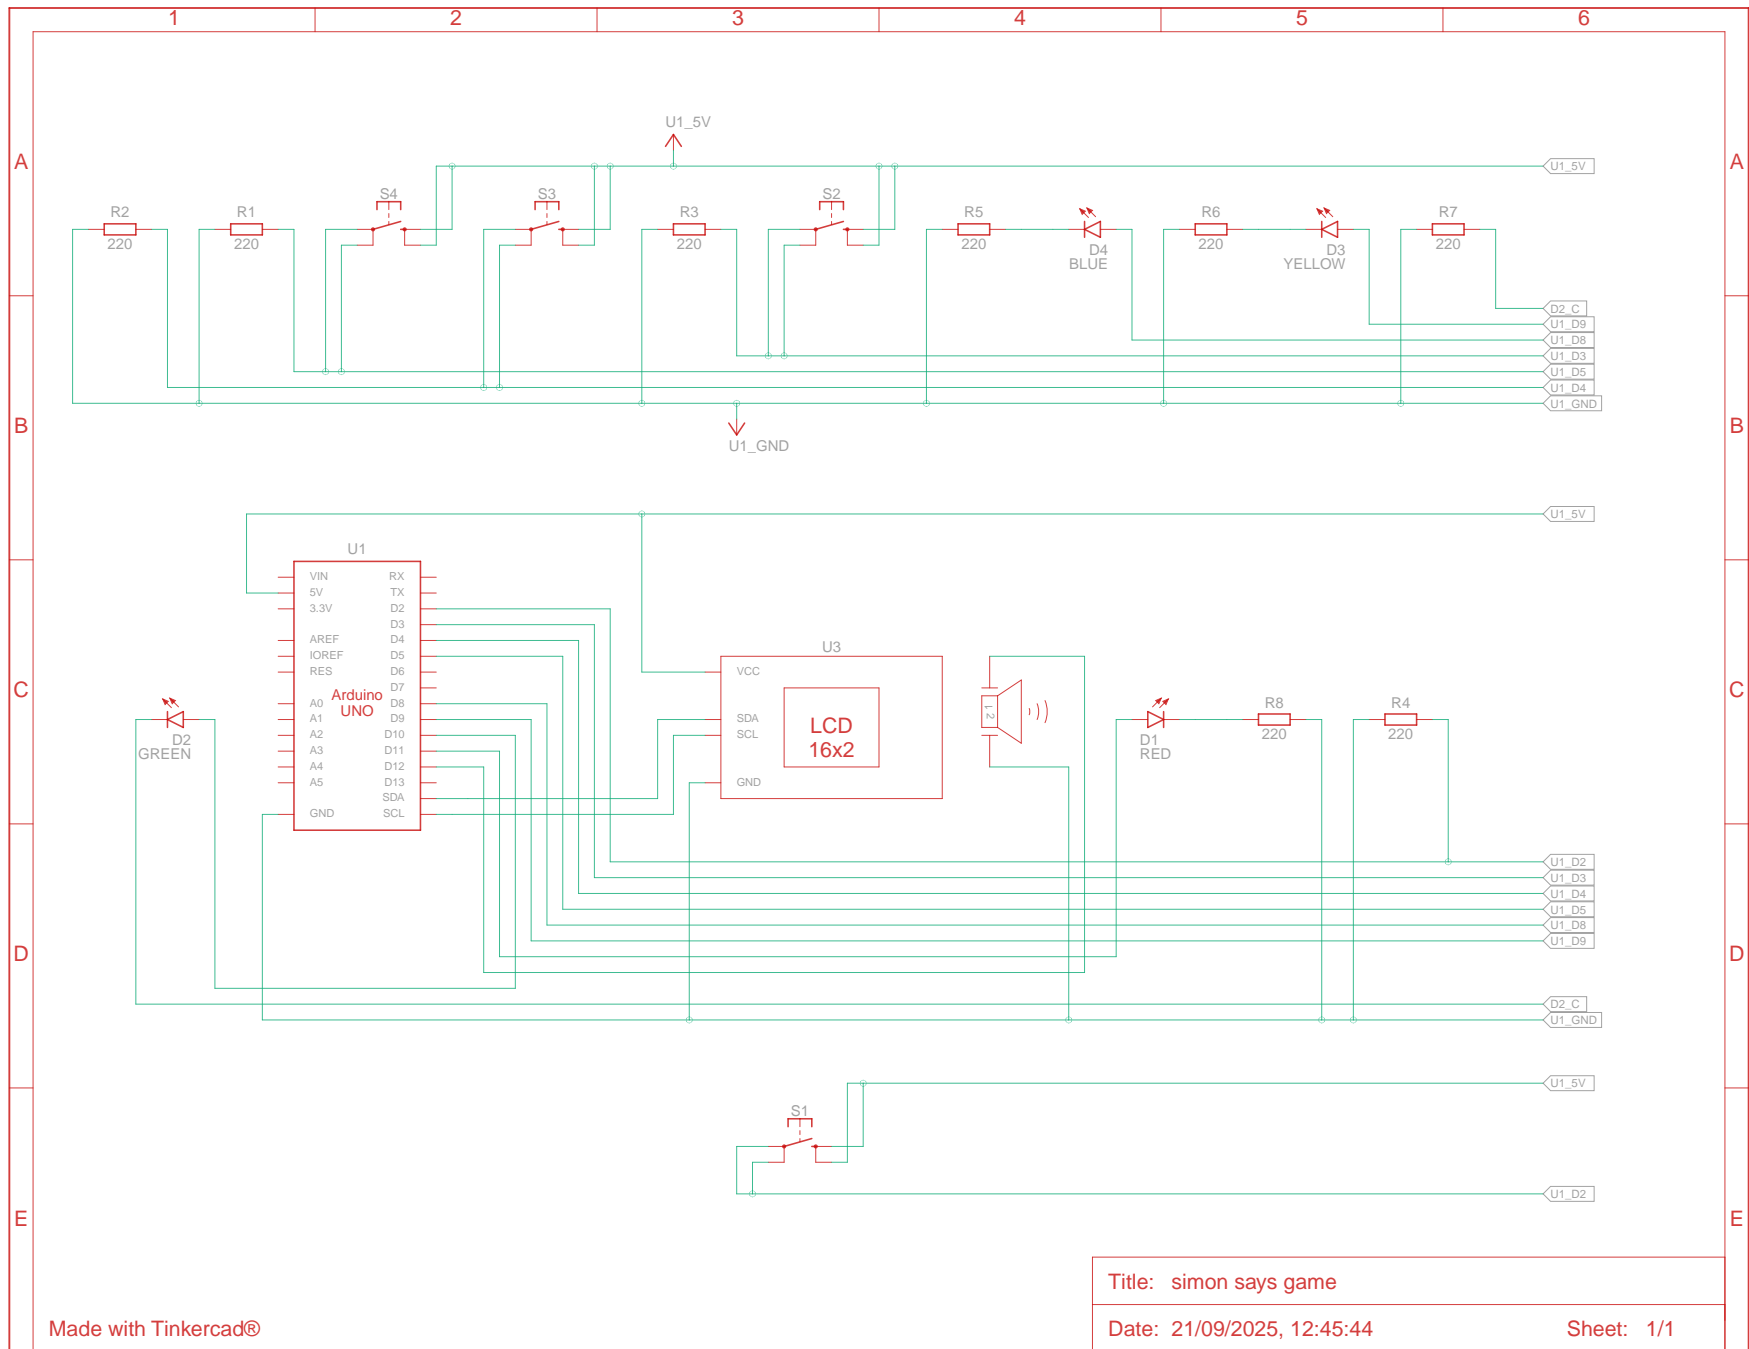 1 2 3 4 5 6
U1_5V
A A
U1_5V
S4 S3 S2
R2 R1 R3 R5 R6 R7
220 220 220 220 220 220
D4 D3
BLUE YELLOW
D2_C
U1_D9
U1_D8
U1_D3
U1_D5
U1_D4
U1_GND
B B
U1_GND
U1_5V
U1
VIN RX
5V TX
3.3V D2
D3
AREF D4
IOREF D5
RES D6
D7
A0 D8
A1 D9
A2 D10
A3 D11
A4 D12
A5 D13
SDA
GND SCL
Arduino
UNO
U3
VCC
SDA
SCL
GND
LCD
16x2
1 2
C C
D2
GREEN
D1
RED
R8 R4
220 220
U1_D2
U1_D3
U1_D4
U1_D5
U1_D8
U1_D9
D D
D2_C
U1_GND
U1_5V
S1
U1_D2
E E
Title: simon says game
Made with Tinkercad®
Date: 21/09/2025, 12:45:44 Sheet: 1/1